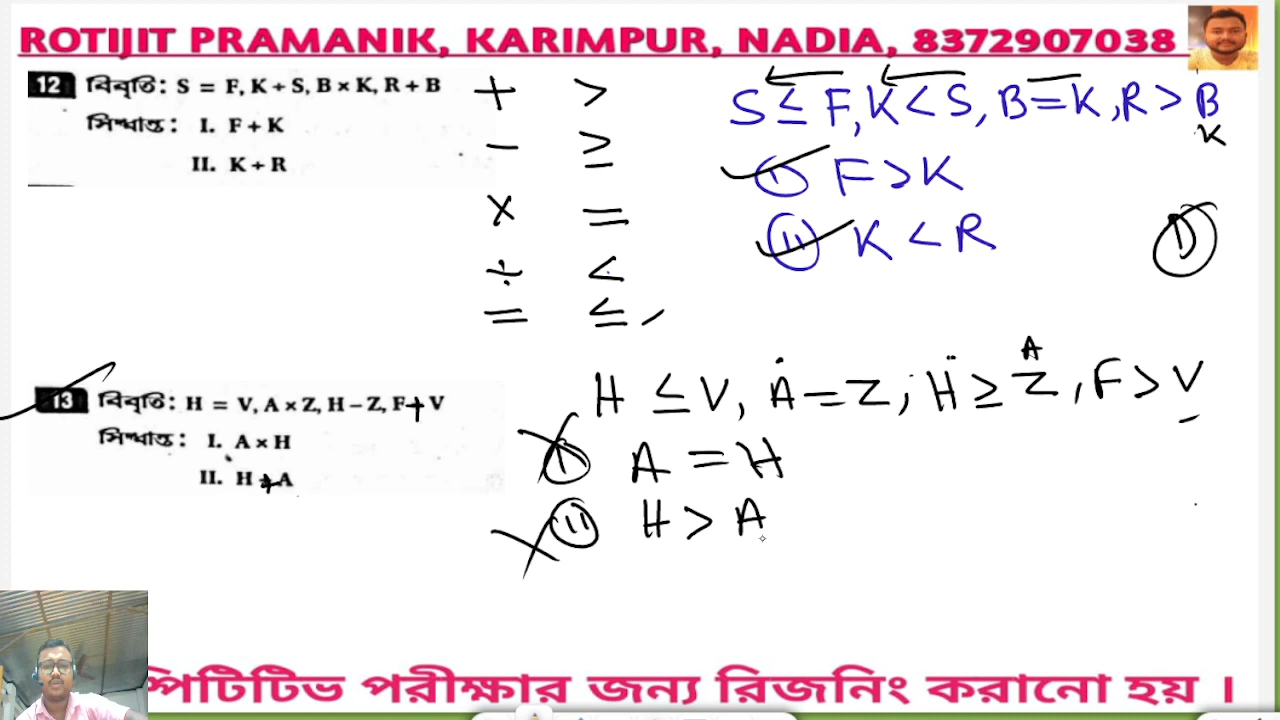 ROTIJIT PRAMANIK, KARIMPUR, NADIA, 8372907038
12 বিবৃতি: S = F, K + S, B × K, R + B
সিদ্ধান্ত: I. F + K
II. K + R
+ >
− ≥
× =
÷ <
= ≤,
S ≤ F, K < S, B = K, R > B
K
(i) F > K
(ii) K < R
D
13 বিবৃতি: H = V, A × Z, H − Z, F + V
সিদ্ধান্ত: I. A × H
II. H + A
A
H ≤ V, A = Z, H ≥ Z, F > V
(i) A = H
(ii) H > A
ম্পিটিটিভ পরীক্ষার জন্য রিজনিং করানো হয় ।